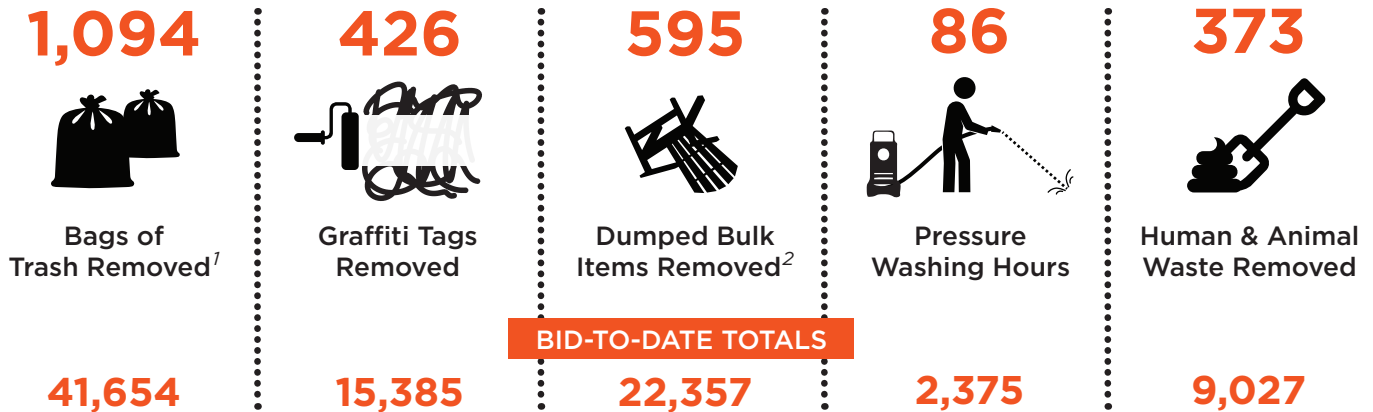 1,094
426
595
86
373
Bags of
Trash Removed1
Graffiti Tags
Removed
Dumped Bulk
Items Removed2
Pressure
Washing Hours
Human & Animal
Waste Removed
BID-TO-DATE TOTALS
41,654
15,385
22,357
2,375
9,027